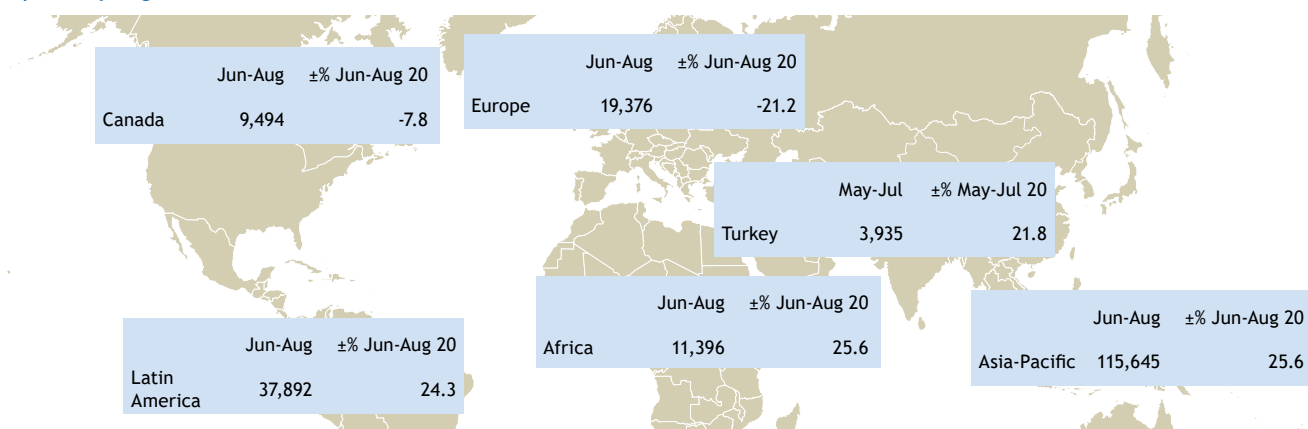 Jun-Aug ±% Jun-Aug 20
Canada 9,494 -7.8
Jun-Aug ±% Jun-Aug 20
Europe 19,376 -21.2
May-Jul ±% May-Jul 20
Turkey 3,935 21.8
Jun-Aug ±% Jun-Aug 20
Africa 11,396 25.6
Jun-Aug ±% Jun-Aug 20
Asia-Pacific 115,645 25.6
Jun-Aug ±% Jun-Aug 20
Latin
America 37,892 24.3